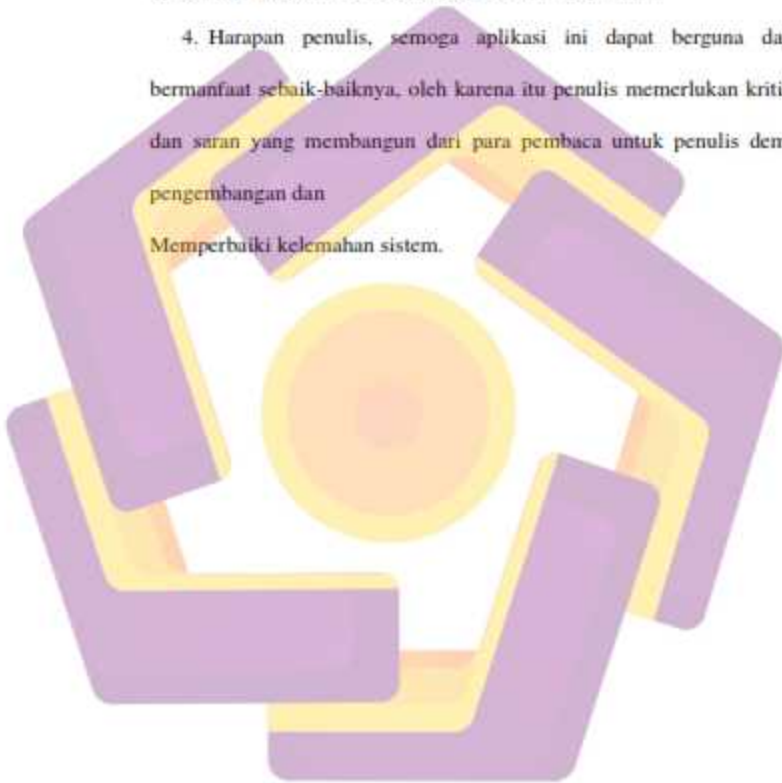 4. Harapan penulis, semoga aplikasi ini dapat berguna da
bermanfaat sebaik-baiknya, oleh karena itu penulis memerlukan kriti
dan saran yang membangun dari para pembaca untuk penulis dem
pengembangan dan
Memperbaiki kelemahan sistem.